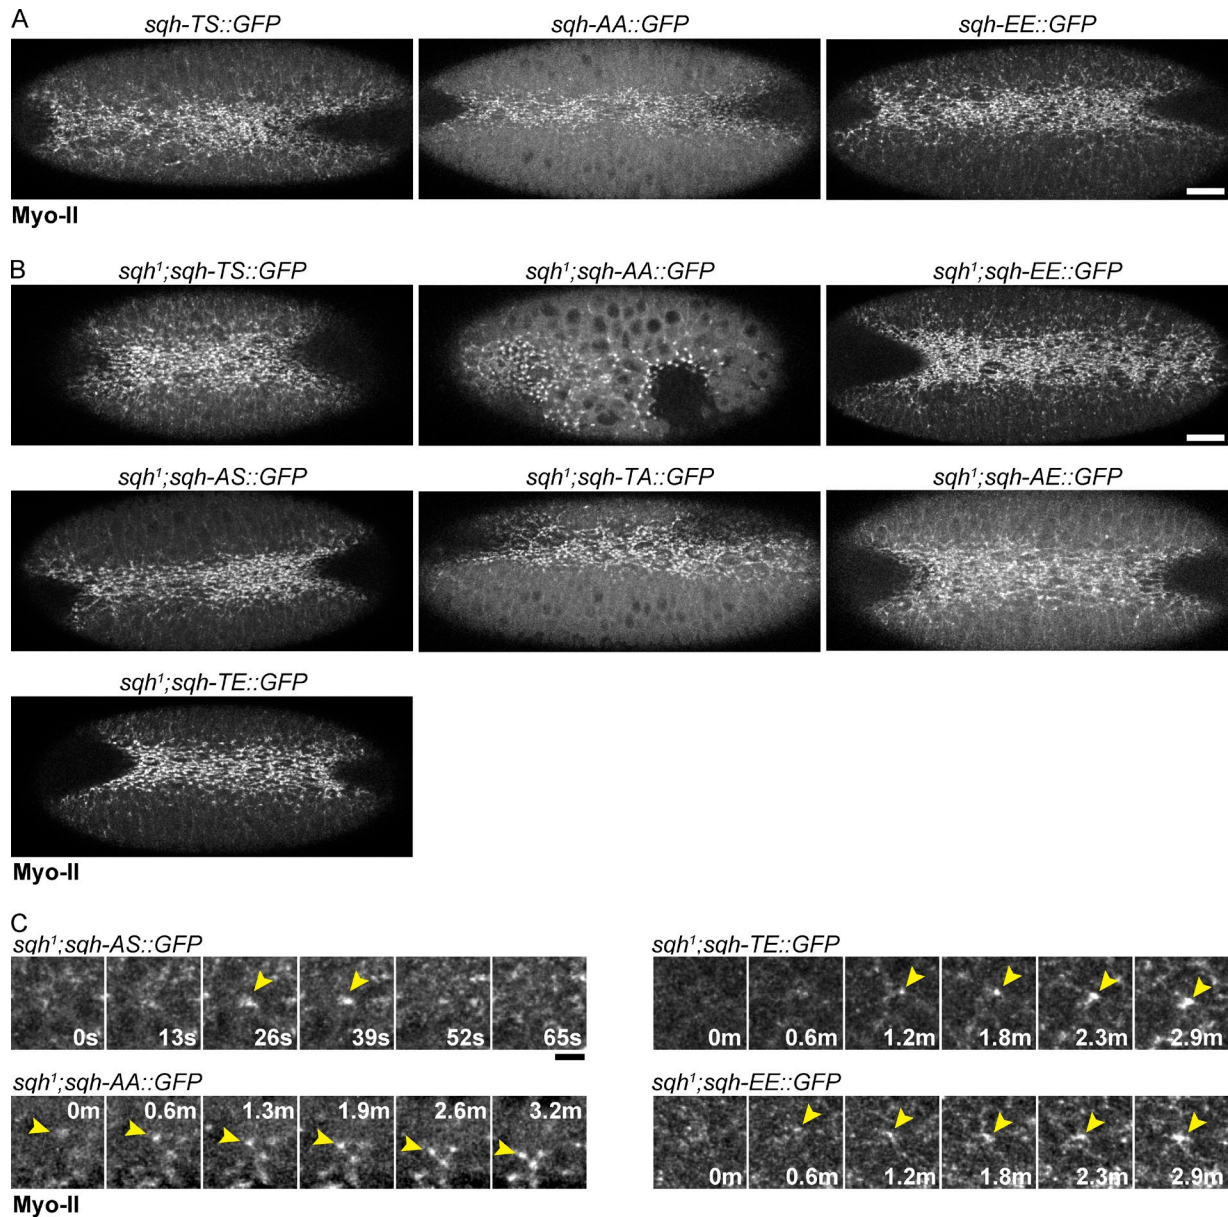 A
sqh-TS::GFP
sqh-AA::GFP
sqh-EE::GFP
Myo-II
B
sqh¹;sqh-TS::GFP
sqh¹;sqh-AA::GFP
sqh¹;sqh-EE::GFP
sqh¹;sqh-AS::GFP
sqh¹;sqh-TA::GFP
sqh¹;sqh-AE::GFP
sqh¹;sqh-TE::GFP
Myo-II
C
sqh¹;sqh-AS::GFP
0s 13s 26s 39s 52s 65s
sqh¹;sqh-TE::GFP
0m 0.6m 1.2m 1.8m 2.3m 2.9m
sqh¹;sqh-AA::GFP
0m 0.6m 1.3m 1.9m 2.6m 3.2m
sqh¹;sqh-EE::GFP
0m 0.6m 1.2m 1.8m 2.3m 2.9m
Myo-II